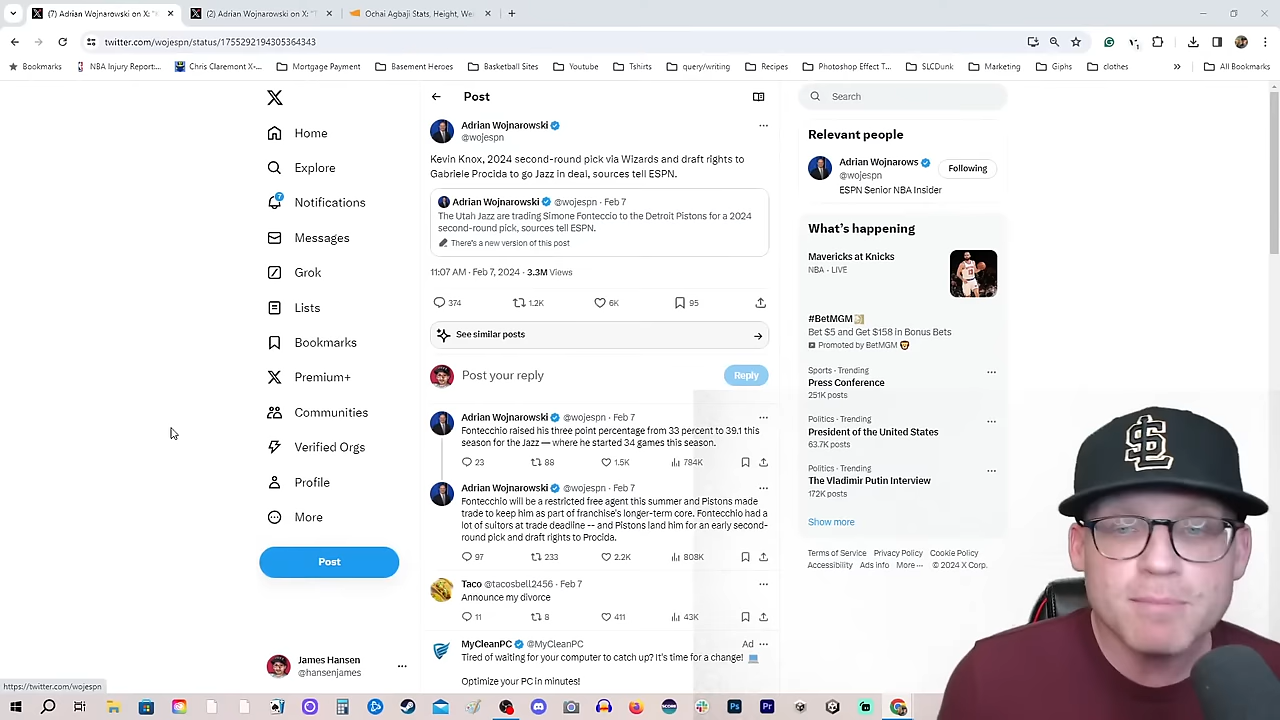 (7) Adrian Wojnarowski on X: "
(2) Adrian Wojnarowski on X: "T
Ochai Agbaji Stats, Height, We
twitter.com/wojespn/status/1755292194305364343
Bookmarks
NBA Injury Report:...
Chris Claremont X-...
Mortgage Payment
Basement Heroes
Basketball Sites
Youtube
Tshirts
query/writing
Recipes
Photoshop Effect T...
SLCDunk
Marketing
Giphs
clothes
All Bookmarks
Home
Explore
7
Notifications
Messages
Grok
Lists
Bookmarks
Premium+
Communities
Verified Orgs
Profile
More
Post
James Hansen
@hansenjames
https://twitter.com/wojespn
Post
Adrian Wojnarowski
@wojespn
Kevin Knox, 2024 second-round pick via Wizards and draft rights to
Gabriele Procida to go Jazz in deal, sources tell ESPN.
Adrian Wojnarowski @wojespn · Feb 7
The Utah Jazz are trading Simone Fonteccio to the Detroit Pistons for a 2024
second-round pick, sources tell ESPN.
There's a new version of this post
11:07 AM · Feb 7, 2024 · 3.3M Views
374 1.2K 6K 95
See similar posts
Post your reply
Reply
Adrian Wojnarowski @wojespn · Feb 7
Fontecchio raised his three point percentage from 33 percent to 39.1 this
season for the Jazz — where he started 34 games this season.
23 88 1.5K 784K
Adrian Wojnarowski @wojespn · Feb 7
Fontecchio will be a restricted free agent this summer and Pistons made
trade to keep him as part of franchise's long-term core. Fontecchio had a
lot of suitors at trade deadline -- and Pistons land him for an early second-
round pick and draft rights to Procida.
97 233 2.2K 808K
Taco @tacosbell2456 · Feb 7
Announce my divorce
11 8 411 43K
MyCleanPC @MyCleanPC
Ad
Tired of waiting for your computer to catch up? It's time for a change!
Optimize your PC in minutes!
Search
Relevant people
Adrian Wojnarows
@wojespn
Following
ESPN Senior NBA Insider
What's happening
Mavericks at Knicks
NBA · LIVE
#BetMGM
Bet $5 and Get $158 in Bonus Bets
Promoted by BetMGM
Sports · Trending
Press Conference
251K posts
Politics · Trending
President of the United States
63.7K posts
Politics · Trending
The Vladimir Putin Interview
172K posts
Show more
Terms of Service Privacy Policy Cookie Policy
Accessibility Ads info More ··· © 2024 X Corp.
SL